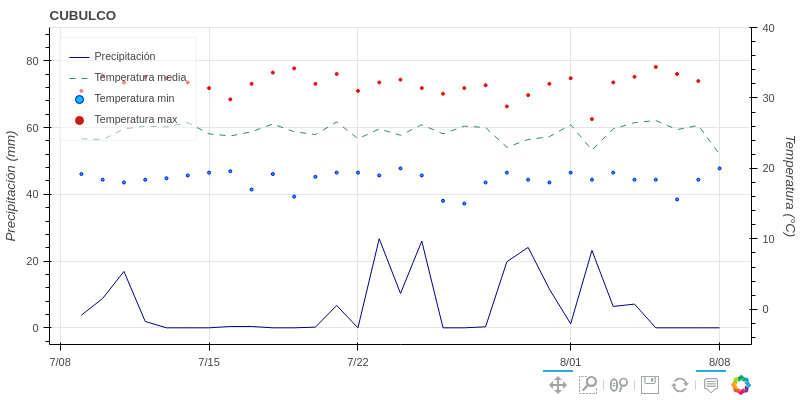 CUBULCO
Precipitación
Temperatura media
Temperatura min
Temperatura max
Precipitación (mm)
80
60
40
20
0
Temperatura (°C)
40
30
20
10
0
7/08
7/15
7/22
8/01
8/08